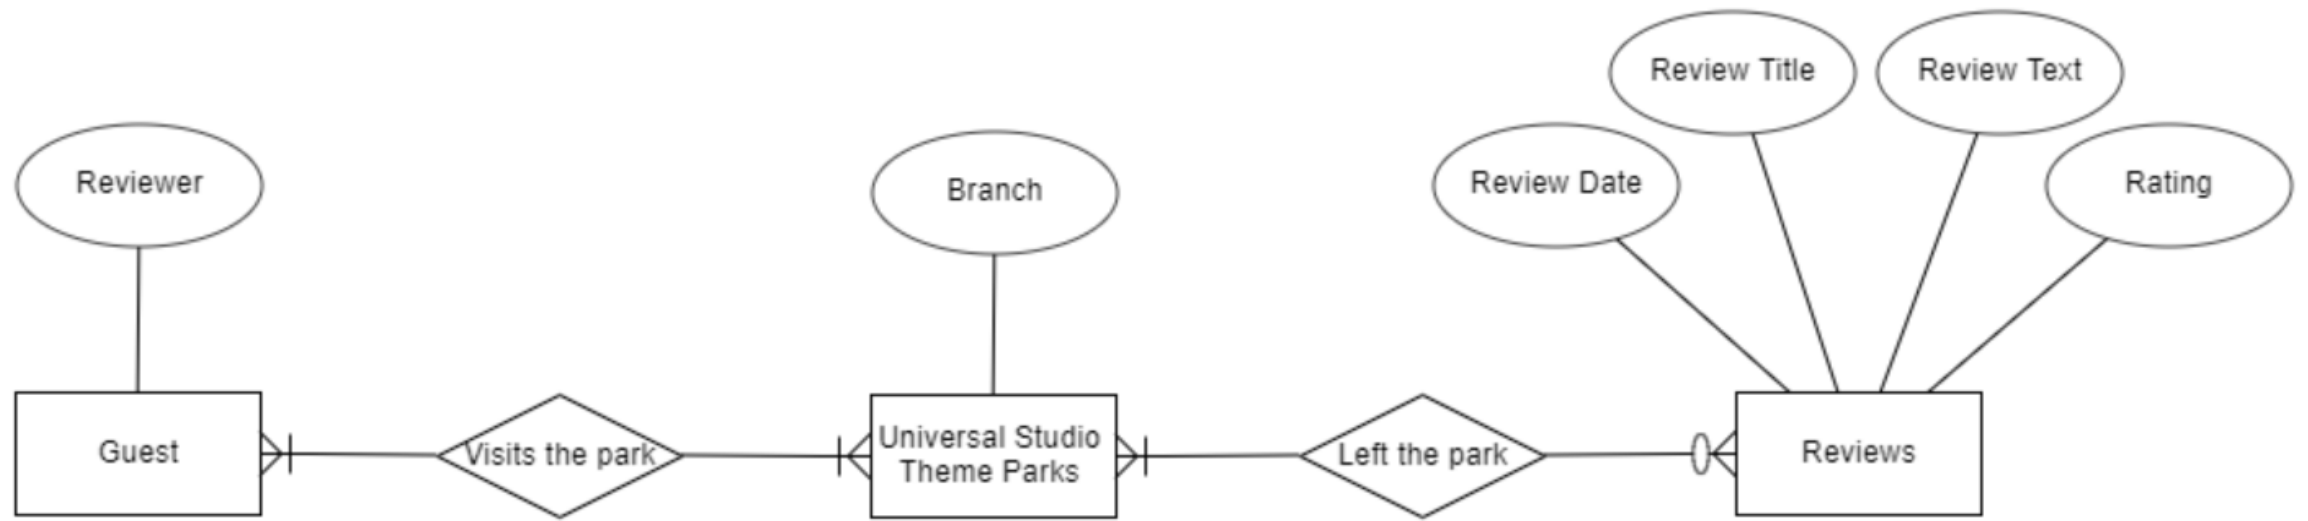 Review Title
Review Text
Reviewer
Branch
Review Date
Rating
Guest
Visits the park
Universal Studio
Theme Parks
Left the park
Reviews